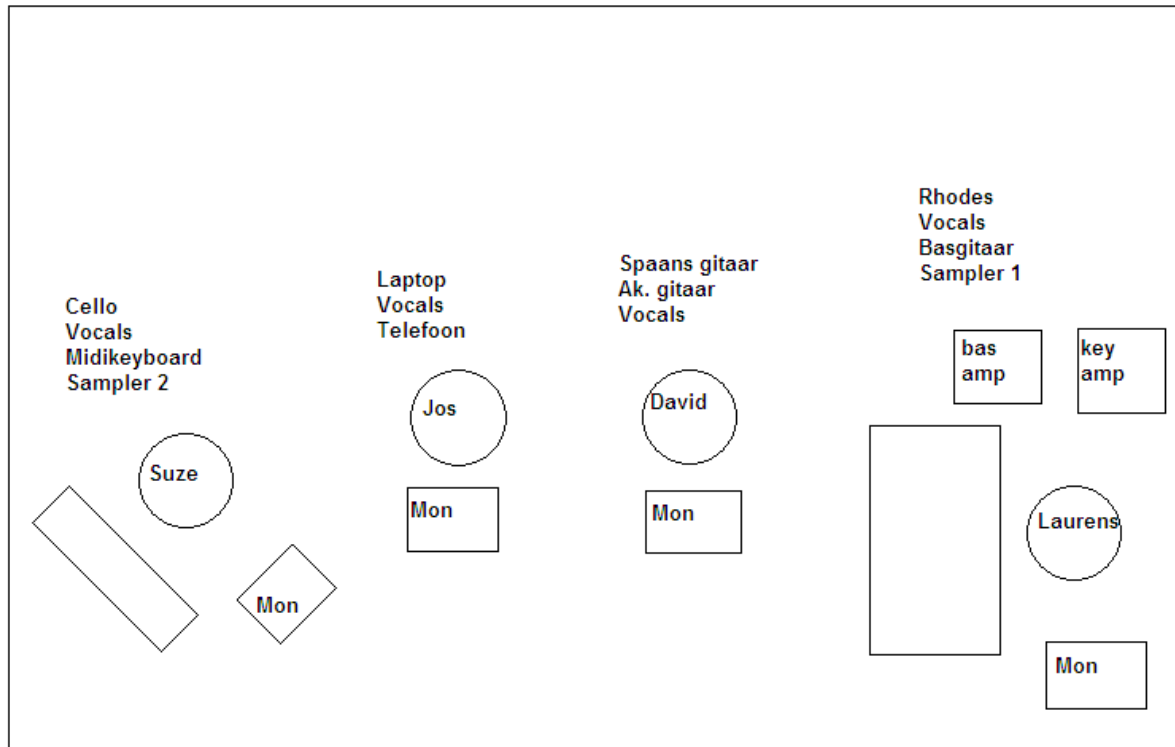 Cello
Vocals
Midikeyboard
Sampler 2
Suze
Mon
Laptop
Vocals
Telefoon
Jos
Mon
Spaans gitaar
Ak. gitaar
Vocals
David
Mon
Rhodes
Vocals
Basgitaar
Sampler 1
bas
amp
key
amp
Laurens
Mon